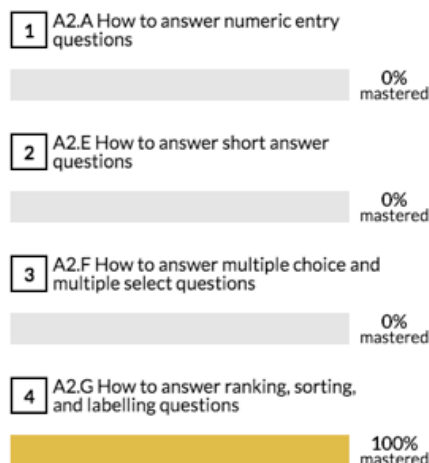 1 A2.A How to answer numeric entry
questions
0%
mastered
2 A2.E How to answer short answer
questions
0%
mastered
3 A2.F How to answer multiple choice and
multiple select questions
0%
mastered
4 A2.G How to answer ranking, sorting,
and labelling questions
100%
mastered